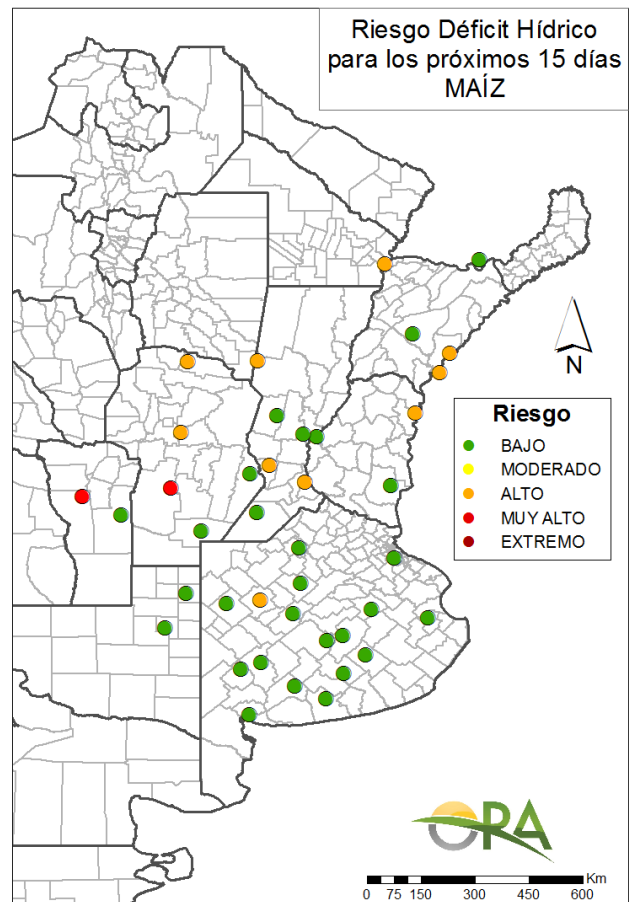 Riesgo Déficit Hídrico
para los próximos 15 días
MAÍZ
N
Riesgo
BAJO
MODERADO
ALTO
MUY ALTO
EXTREMO
ORA
Km
0 75 150 300 450 600